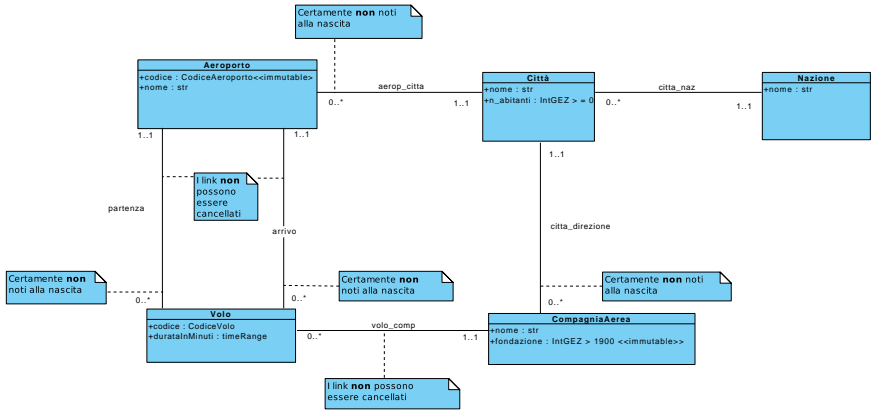 Certamente non noti
alla nascita
Aeroporto
+codice : CodiceAeroporto<<immutable>
+nome : str
aerop_citta
0..*
1..1
Città
+nome : str
+n_abitanti : IntGEZ > = 0
citta_naz
0..*
1..1
Nazione
+nome : str
1..1
1..1
1..1
I link non
possono
essere
cancellati
partenza
arrivo
citta_direzione
Certamente non
noti alla nascita
0..*
Certamente non
noti alla nascita
0..*
Certamente non noti
alla nascita
0..*
Volo
+codice : CodiceVolo
+durataInMinuti : timeRange
volo_comp
0..*
1..1
CompagniaAerea
+nome : str
+fondazione : IntGEZ > 1900 <<immutable>>
I link non possono
essere cancellati